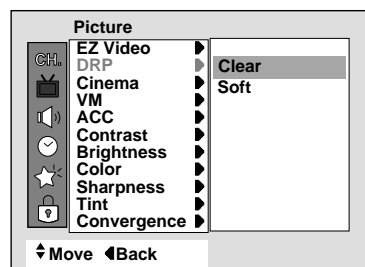 Picture
CH.
EZ Video
DRP
Cinema
VM
ACC
Contrast
Brightness
Color
Sharpness
Tint
Convergence
Clear
Soft
Move Back